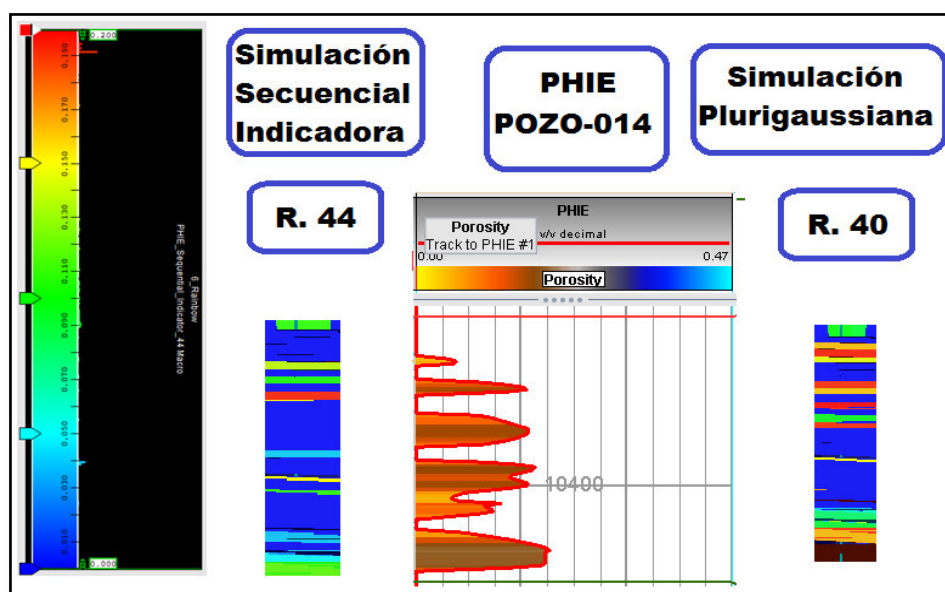 0.200
0.190
0.170
0.150
0.130
0.110
0.090
0.070
0.050
0.030
0.010
0.000
6_Rainbow
PHIE_Sequential_Indicator_44 Macro
Simulación
Secuencial
Indicadora
R. 44
PHIE
POZO-014
PHIE
Porosity
v/v decimal
Track to PHIE #1
0.00
0.47
Porosity
10400
Simulación
Plurigaussiana
R. 40